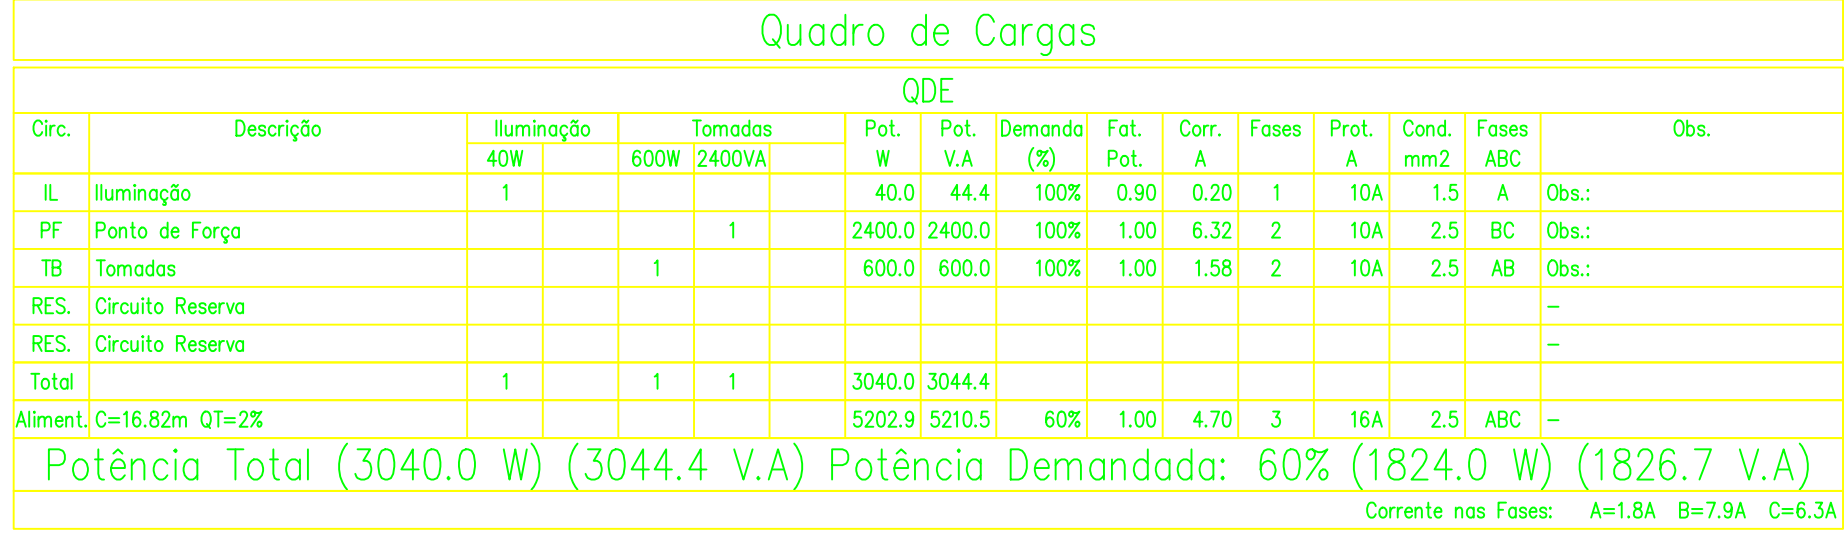 Quadro de Cargas
QDE
Circ. Descrição Iluminação Tomadas Pot. Pot. Demanda Fat. Corr. Fases Prot. Cond. Fases Obs.
40W 600W 2400VA W V.A (%) Pot. A A mm2 ABC
IL Iluminação 1 40.0 44.4 100% 0.90 0.20 1 10A 1.5 A Obs.:
PF Ponto de Força 1 2400.0 2400.0 100% 1.00 6.32 2 10A 2.5 BC Obs.:
TB Tomadas 1 600.0 600.0 100% 1.00 1.58 2 10A 2.5 AB Obs.:
RES. Circuito Reserva –
RES. Circuito Reserva –
Total 1 1 1 3040.0 3044.4
Aliment. C=16.82m QT=2% 5202.9 5210.5 60% 1.00 4.70 3 16A 2.5 ABC –
Potência Total (3040.0 W) (3044.4 V.A) Potência Demandada: 60% (1824.0 W) (1826.7 V.A)
Corrente nas Fases: A=1.8A B=7.9A C=6.3A